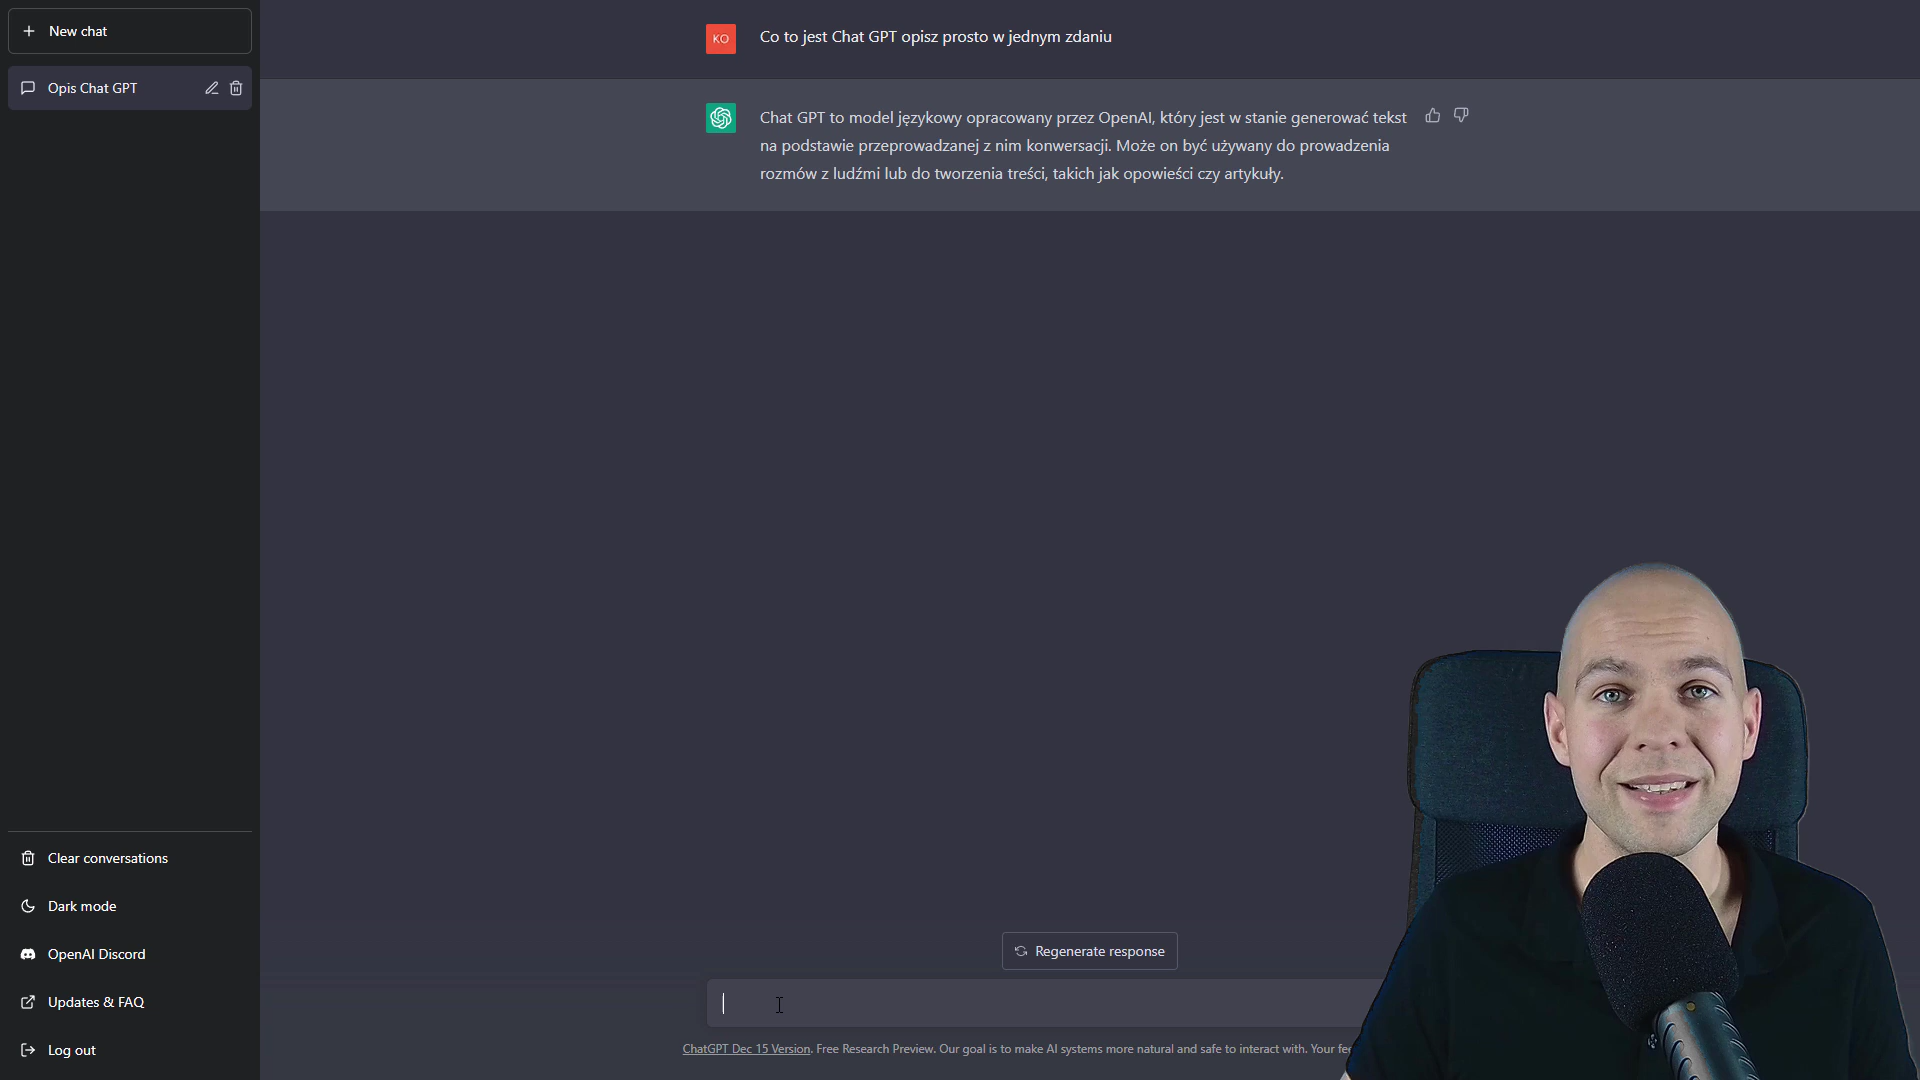 New chat
Opis Chat GPT
KO
Co to jest Chat GPT opisz prosto w jednym zdaniu
Chat GPT to model językowy opracowany przez OpenAI, który jest w stanie generować tekst
na podstawie przeprowadzanej z nim konwersacji. Może on być używany do prowadzenia
rozmów z ludźmi lub do tworzenia treści, takich jak opowieści czy artykuły.
Clear conversations
Dark mode
OpenAI Discord
Updates & FAQ
Log out
Regenerate response
ChatGPT Dec 15 Version. Free Research Preview. Our goal is to make AI systems more natural and safe to interact with. Your